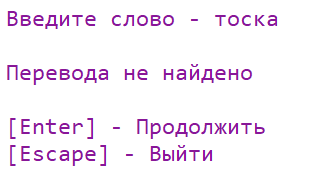 Введите слово - тоска
Перевода не найдено
[Enter] - Продолжить
[Escape] - Выйти